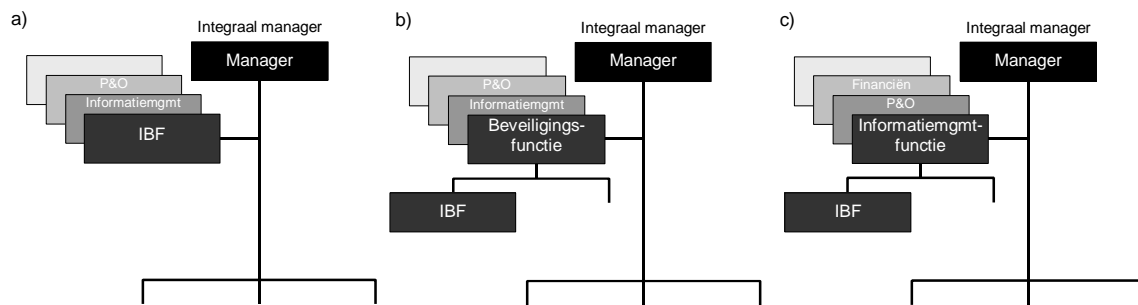 a)
Integraal manager
Manager
P&O
Informatiemgmt
IBF
b)
Integraal manager
Manager
P&O
Informatiemgmt
Beveiligings-
functie
IBF
c)
Integraal manager
Manager
Financiën
P&O
Informatiemgmt-
functie
IBF